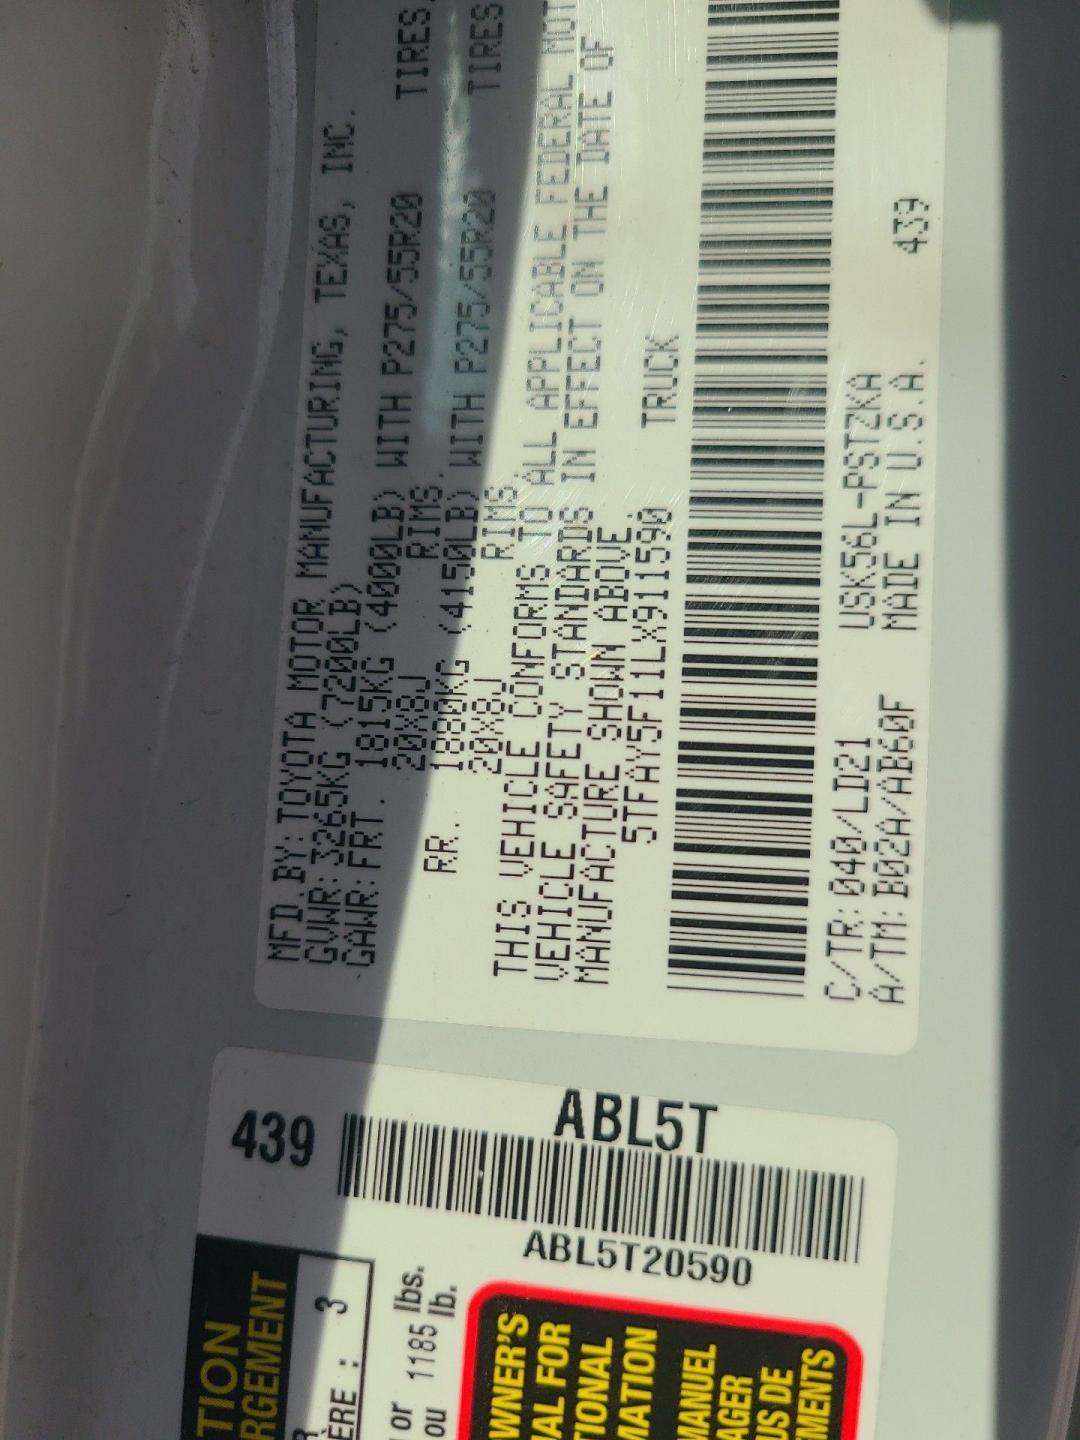 MFD.BY:TOYOTA MOTOR MANUFACTURING, TEXAS, INC.
GVWR:3265KG (7200LB)
GAWR:FRT. 1815KG (4000LB) WITH P275/55R20 TIRES,
20X8J RIMS.
RR. 1880KG (4150LB) WITH P275/55R20 TIRES
20X8J RIMS.
THIS VEHICLE CONFORMS TO ALL APPLICABLE FEDERAL MOT
VEHICLE SAFETY STANDARDS IN EFFECT ON THE DATE OF
MANUFACTURE SHOWN ABOVE.
5TFAY5F11LX911590 TRUCK
C/TR:040/LD21 USK56L-PSTZKA
A/TM:B02A/AB60F MADE IN U.S.A. 439
439
ABL5T
ABL5T20590
TION
RGEMENT
R
ÈRE : 3
or 1185 lbs.
ou lb.
WNER'S
AL FOR
TIONAL
MATION
MANUEL
AGER
US DE
EMENTS